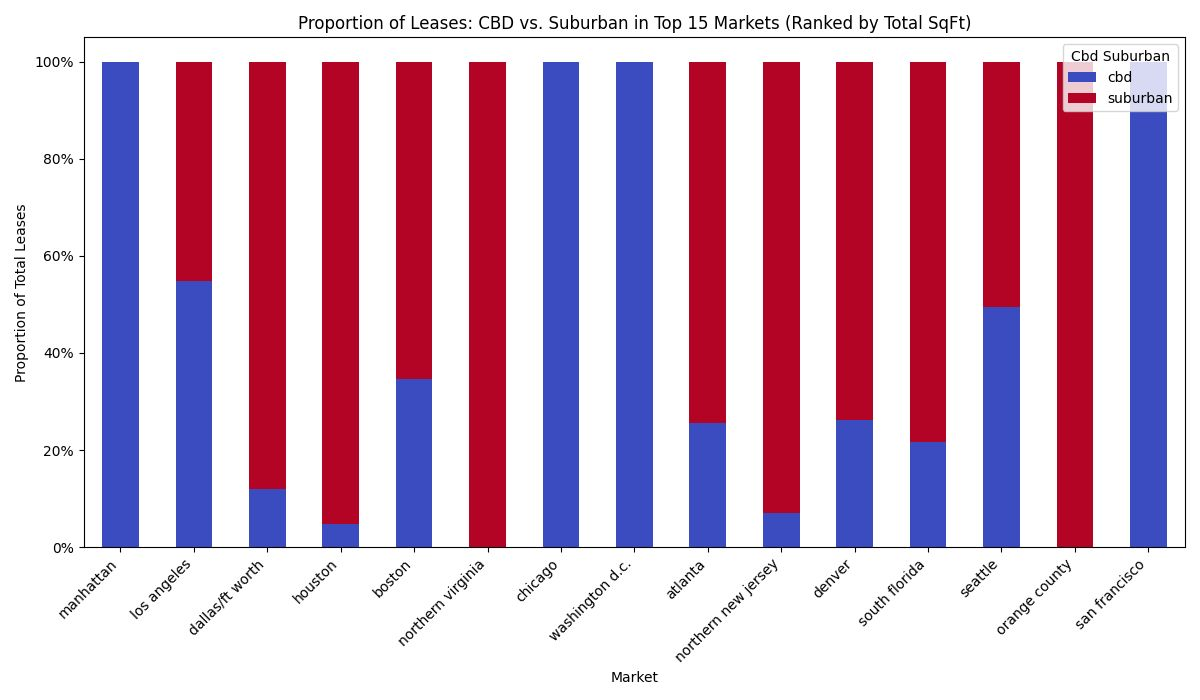 Proportion of Leases: CBD vs. Suburban in Top 15 Markets (Ranked by Total SqFt)
Cbd Suburban
cbd
suburban
Proportion of Total Leases
100%
80%
60%
40%
20%
0%
manhattan
los angeles
dallas/ft worth
houston
boston
northern virginia
chicago
washington d.c.
atlanta
northern new jersey
denver
south florida
seattle
orange county
san francisco
Market